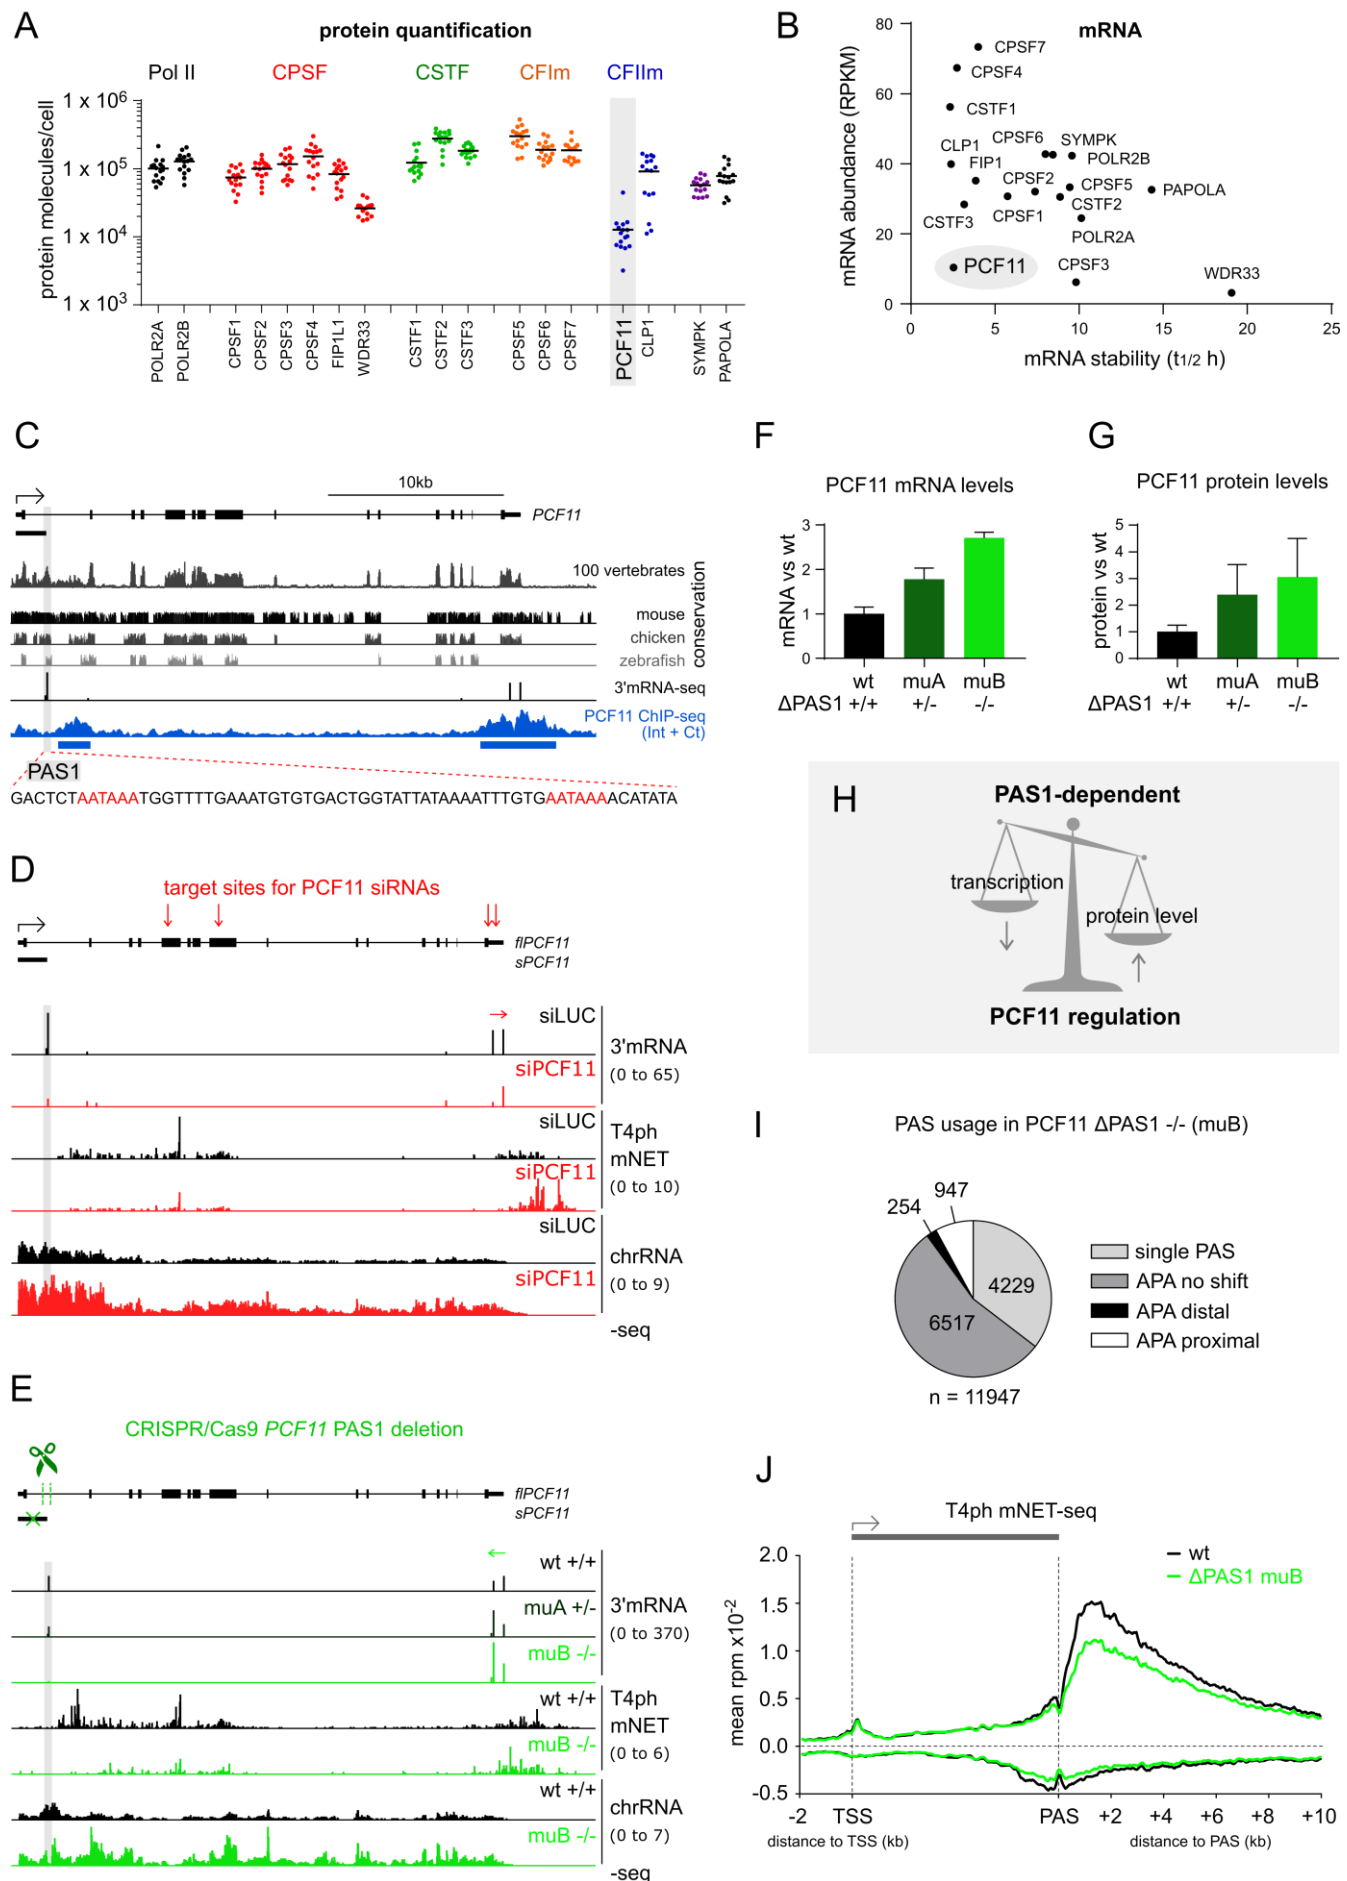 A
protein quantification
Pol II
CPSF
CSTF
CFIm
CFIIm
protein molecules/cell
1 x 10⁶
1 x 10⁵
1 x 10⁴
1 x 10³
POLR2A
POLR2B
CPSF1
CPSF2
CPSF3
CPSF4
FIP1L1
WDR33
CSTF1
CSTF2
CSTF3
CPSF5
CPSF6
CPSF7
PCF11
CLP1
SYMPK
PAPOLA
B
mRNA
mRNA abundance (RPKM)
80
60
40
20
0
CPSF7
CPSF4
CSTF1
CLP1
CPSF6
SYMPK
FIP1
POLR2B
CPSF2
CPSF5
PAPOLA
CSTF3
CPSF1
CSTF2
POLR2A
PCF11
CPSF3
WDR33
0 5 10 15 20 25
mRNA stability (t1/2 h)
C
10kb
PCF11
100 vertebrates
mouse
chicken
zebrafish
conservation
3'mRNA-seq
PCF11 ChIP-seq
(Int + Ct)
PAS1
GACTCTAATAAATGGTTTTGAAATGTGTGACTGGTATTATAAAATTTGTGAATAAAACATATA
D
target sites for PCF11 siRNAs
flPCF11
sPCF11
siLUC
3'mRNA
siPCF11
(0 to 65)
siLUC
T4ph
mNET
siPCF11
(0 to 10)
siLUC
chrRNA
siPCF11
(0 to 9)
-seq
E
CRISPR/Cas9 PCF11 PAS1 deletion
flPCF11
sPCF11
wt +/+
muA +/-
3'mRNA
(0 to 370)
muB -/-
wt +/+
T4ph
mNET
muB -/-
(0 to 6)
wt +/+
chrRNA
muB -/-
(0 to 7)
-seq
F
PCF11 mRNA levels
mRNA vs wt
3
2
1
0
wt muA muB
ΔPAS1 +/+ +/- -/-
G
PCF11 protein levels
protein vs wt
5
4
3
2
1
0
wt muA muB
ΔPAS1 +/+ +/- -/-
H
PAS1-dependent
transcription
protein level
PCF11 regulation
I
PAS usage in PCF11 ΔPAS1 -/- (muB)
947
254
4229
6517
single PAS
APA no shift
APA distal
APA proximal
n = 11947
J
T4ph mNET-seq
wt
ΔPAS1 muB
mean rpm x10⁻²
2.0
1.5
1.0
0.5
0.0
-0.5
-2 TSS PAS +2 +4 +6 +8 +10
distance to TSS (kb) distance to PAS (kb)